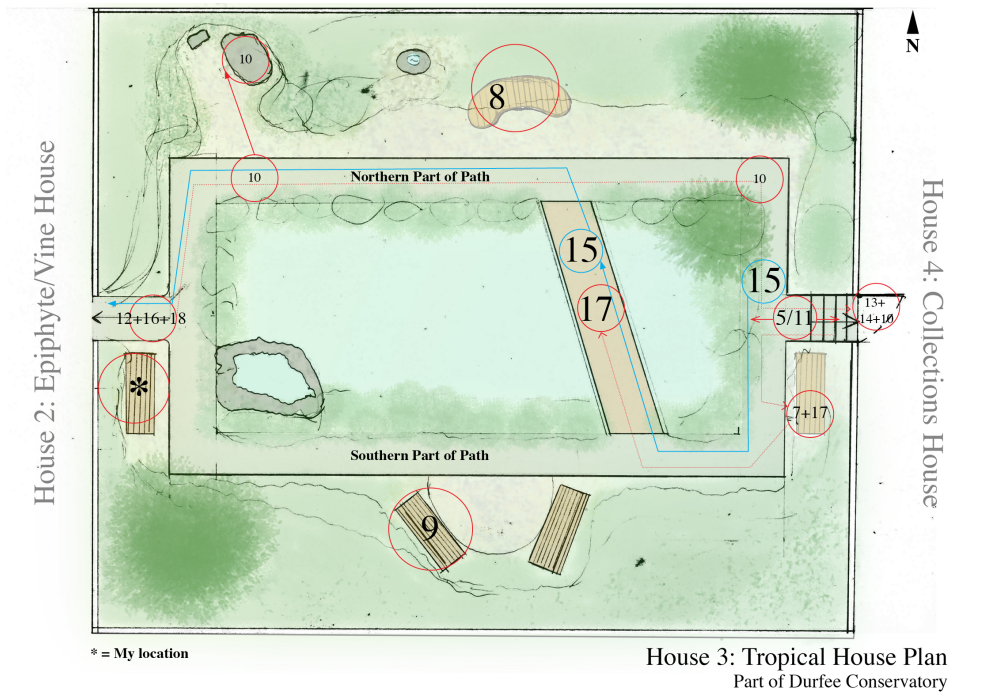 N
10
8
10
Northern Part of Path
10
House 2: Epiphyte/Vine House
House 4: Collections House
15
15
17
12+16+18
5/11
13+
14+10
*
7+17
Southern Part of Path
9
* = My location
House 3: Tropical House Plan
Part of Durfee Conservatory